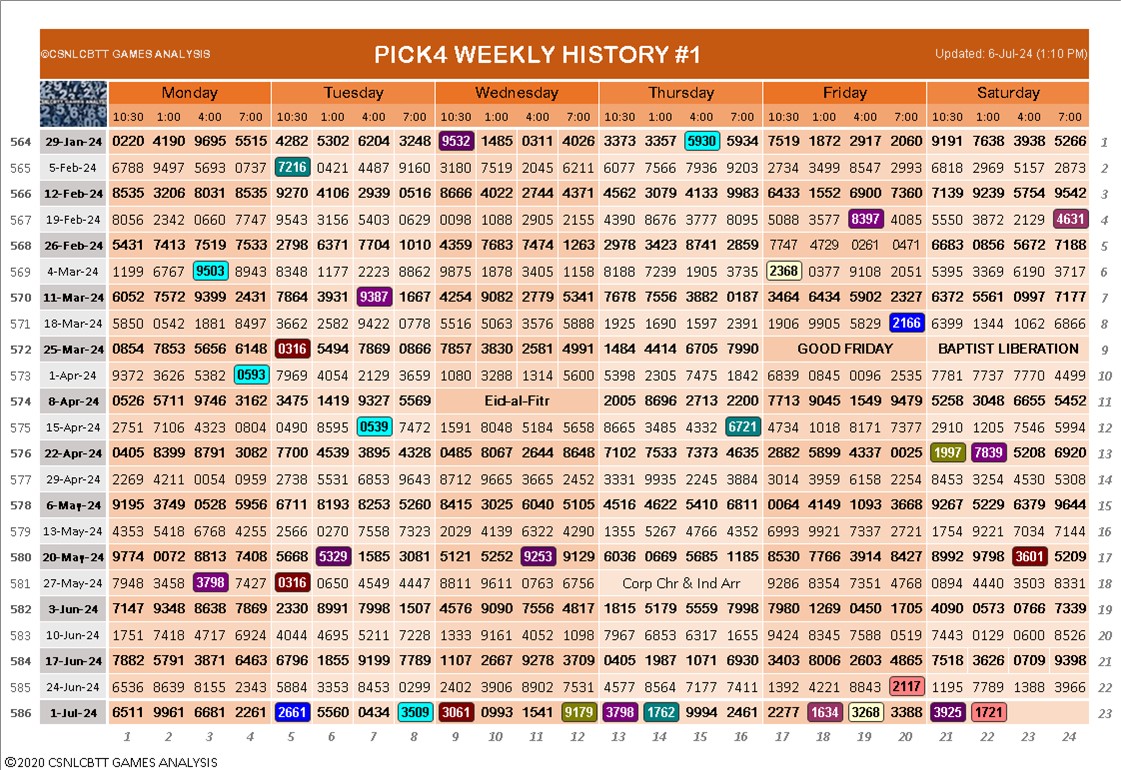 ©CSNLCBTT GAMES ANALYSIS PICK4 WEEKLY HISTORY #1 Updated: 6-Jul-24 (1:10 PM)
Monday Tuesday Wednesday Thursday Friday Saturday
10:30 1:00 4:00 7:00 10:30 1:00 4:00 7:00 10:30 1:00 4:00 7:00 10:30 1:00 4:00 7:00 10:30 1:00 4:00 7:00 10:30 1:00 4:00 7:00
564 29-Jan-24 0220 4190 9695 5515 4282 5302 6204 3248 9532 1485 0311 4026 3373 3357 5930 5934 7519 1872 2917 2060 9191 7638 3938 5266 1
565 5-Feb-24 6788 9497 5693 0737 7216 0421 4487 9160 3180 7519 2045 6211 6077 7566 7936 9203 2734 3499 8547 2993 6818 2969 5157 2873 2
566 12-Feb-24 8535 3206 8031 8535 9270 4106 2939 0516 8666 4022 2744 4371 4562 3079 4133 9983 6433 1552 6900 7360 7139 9239 5754 9542 3
567 19-Feb-24 8056 2342 0660 7747 9543 3156 5403 0629 0098 1088 2905 2155 4390 8676 3777 8095 5088 3577 8397 4085 5550 3872 2129 4631 4
568 26-Feb-24 5431 7413 7519 7533 2798 6371 7704 1010 4359 7683 7474 1263 2978 3423 8741 2859 7747 4729 0261 0471 6683 0856 5672 7188 5
569 4-Mar-24 1199 6767 9503 8943 8348 1177 2223 8862 9875 1878 3405 1158 8188 7239 1905 3735 2368 0377 9108 2051 5395 3369 6190 3717 6
570 11-Mar-24 6052 7572 9399 2431 7864 3931 9387 1667 4254 9082 2779 5341 7678 7556 3882 0187 3464 6434 5902 2327 6372 5561 0997 7177 7
571 18-Mar-24 5850 0542 1881 8497 3662 2582 9422 0778 5516 5063 3576 5888 1925 1690 1597 2391 1906 9905 5829 2166 6399 1344 1062 6866 8
572 25-Mar-24 0854 7853 5656 6148 0316 5494 7869 0866 7857 3830 2581 4991 1484 4414 6705 7990 GOOD FRIDAY BAPTIST LIBERATION 9
573 1-Apr-24 9372 3626 5382 0593 7969 4054 2129 3659 1080 3288 1314 5600 5398 2305 7475 1842 6839 0845 0096 2535 7781 7737 7770 4499 10
574 8-Apr-24 0526 5711 9746 3162 3475 1419 9327 5569 Eid-al-Fitr 2005 8696 2713 2200 7713 9045 1549 9479 5258 3048 6655 5452 11
575 15-Apr-24 2751 7106 4323 0804 0490 8595 0539 7472 1591 8048 5184 5658 8665 3485 4332 6721 4734 1018 8171 7377 2910 1205 7546 5994 12
576 22-Apr-24 0405 8399 8791 3082 7700 4539 3895 4328 0485 8067 2644 8648 7102 7533 7373 4635 2882 5899 4337 0025 1997 7839 5208 6920 13
577 29-Apr-24 2269 4211 0054 0959 2738 5531 6853 9643 8712 9665 3665 2452 3331 9935 2245 3884 3014 3959 6158 2254 8453 3254 4530 5308 14
578 6-May-24 9195 3749 0528 5956 6711 8193 8253 5260 8415 3025 6040 5105 4516 4622 5410 6811 0064 4149 1093 3668 9267 5229 6379 9644 15
579 13-May-24 4353 5418 6768 4255 2566 0270 7558 7323 2029 4139 6322 4290 1355 5267 4766 4352 6993 9921 7337 2721 1754 9221 7034 7144 16
580 20-May-24 9774 0072 8813 7408 5668 5329 1585 3081 5121 5252 9253 9129 6036 0669 5685 1185 8530 7766 3914 8427 8992 9798 3601 5209 17
581 27-May-24 7948 3458 3798 7427 0316 0650 4549 4447 8811 9611 0763 6756 Corp Chr & Ind Arr 9286 8354 7351 4768 0894 4440 3503 8331 18
582 3-Jun-24 7147 9348 8638 7869 2330 8991 7998 1507 4576 9090 7556 4817 1815 5179 5559 7998 7980 1269 0450 1705 4090 0573 0766 7339 19
583 10-Jun-24 1751 7418 4717 6924 4044 4695 5211 7228 1333 9161 4052 1098 7967 6853 6317 1655 9424 8345 7588 0519 7443 0129 0600 8526 20
584 17-Jun-24 7882 5791 3871 6463 6796 1855 9199 7789 1107 2667 9278 3709 0405 1987 1071 6930 3403 8006 2603 4865 7518 3626 0709 9398 21
585 24-Jun-24 6536 8639 8155 2343 5884 3353 8453 0299 2402 3906 8902 7531 4577 8564 7177 7411 1392 4221 8843 2117 1195 7789 1388 3966 22
586 1-Jul-24 6511 9961 6681 2261 2661 5560 0434 3509 3061 0993 1541 9179 3798 1762 9994 2461 2277 1634 3268 3388 3925 1721 23
1 2 3 4 5 6 7 8 9 10 11 12 13 14 15 16 17 18 19 20 21 22 23 24
©2020 CSNLCBTT GAMES ANALYSIS